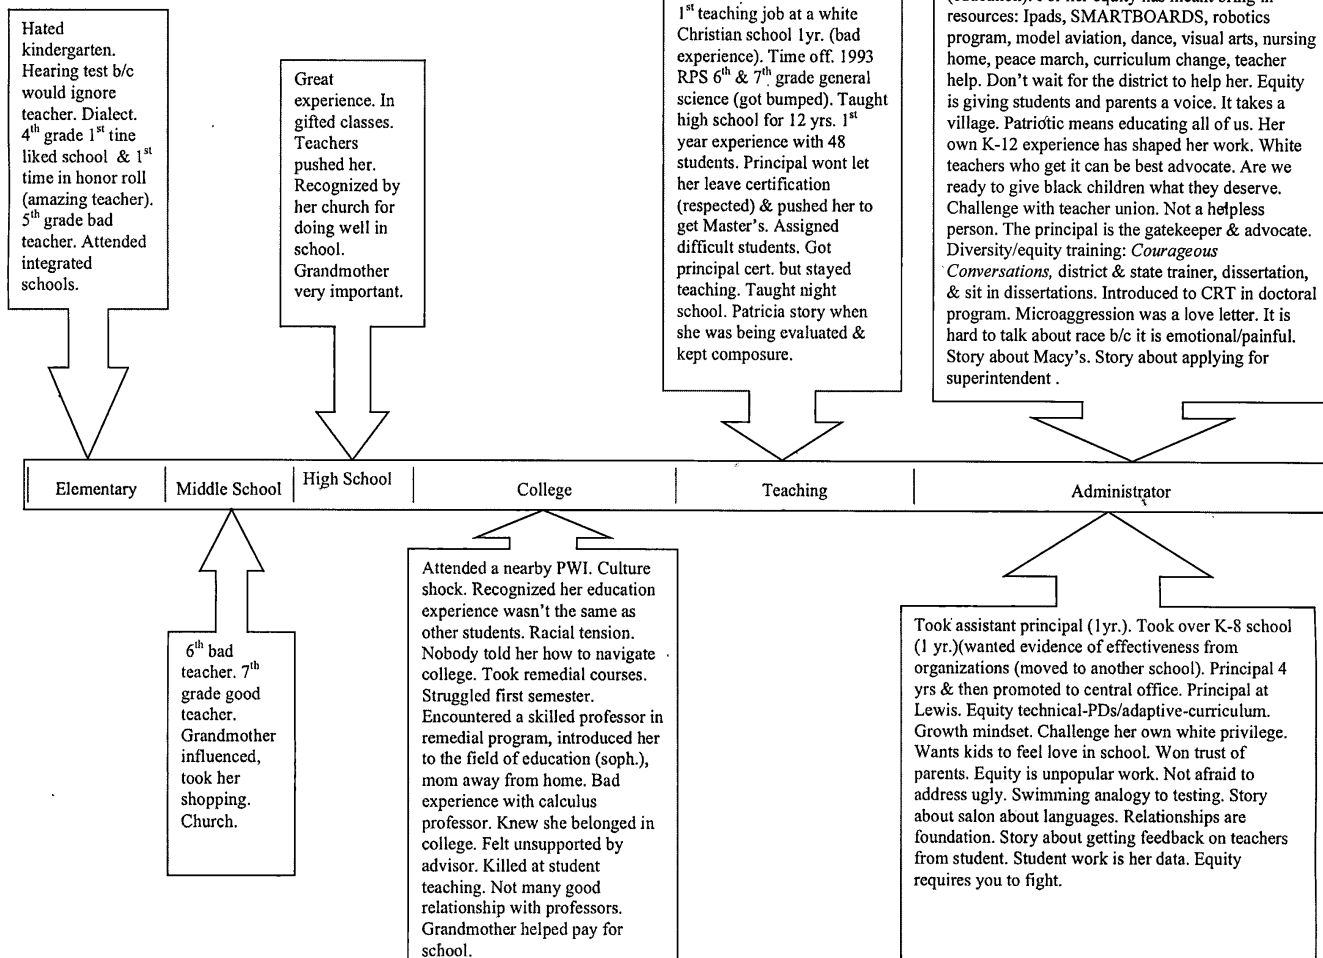 Hated
kindergarten.
Hearing test b/c
would ignore
teacher. Dialect.
4th grade 1st tine
liked school & 1st
time in honor roll
(amazing teacher).
5th grade bad
teacher. Attended
integrated
schools.
Great
experience. In
gifted classes.
Teachers
pushed her.
Recognized by
her church for
doing well in
school.
Grandmother
very important.
1st teaching job at a white
Christian school 1yr. (bad
experience). Time off. 1993
RPS 6th & 7th grade general
science (got bumped). Taught
high school for 12 yrs. 1st
year experience with 48
students. Principal wont let
her leave certification
(respected) & pushed her to
get Master's. Assigned
difficult students. Got
principal cert. but stayed
teaching. Taught night
school. Patricia story when
she was being evaluated &
kept composure.
resources: Ipads, SMARTBOARDS, robotics
program, model aviation, dance, visual arts, nursing
home, peace march, curriculum change, teacher
help. Don't wait for the district to help her. Equity
is giving students and parents a voice. It takes a
village. Patriotic means educating all of us. Her
own K-12 experience has shaped her work. White
teachers who get it can be best advocate. Are we
ready to give black children what they deserve.
Challenge with teacher union. Not a helpless
person. The principal is the gatekeeper & advocate.
Diversity/equity training: Courageous
Conversations, district & state trainer, dissertation,
& sit in dissertations. Introduced to CRT in doctoral
program. Microaggression was a love letter. It is
hard to talk about race b/c it is emotional/painful.
Story about Macy's. Story about applying for
superintendent .
Elementary
Middle School
High School
College
Teaching
Administrator
6th bad
teacher. 7th
grade good
teacher.
Grandmother
influenced,
took her
shopping.
Church.
Attended a nearby PWI. Culture
shock. Recognized her education
experience wasn't the same as
other students. Racial tension.
Nobody told her how to navigate
college. Took remedial courses.
Struggled first semester.
Encountered a skilled professor in
remedial program, introduced her
to the field of education (soph.),
mom away from home. Bad
experience with calculus
professor. Knew she belonged in
college. Felt unsupported by
advisor. Killed at student
teaching. Not many good
relationship with professors.
Grandmother helped pay for
school.
Took assistant principal (1yr.). Took over K-8 school
(1 yr.)(wanted evidence of effectiveness from
organizations (moved to another school). Principal 4
yrs & then promoted to central office. Principal at
Lewis. Equity technical-PDs/adaptive-curriculum.
Growth mindset. Challenge her own white privilege.
Wants kids to feel love in school. Won trust of
parents. Equity is unpopular work. Not afraid to
address ugly. Swimming analogy to testing. Story
about salon about languages. Relationships are
foundation. Story about getting feedback on teachers
from student. Student work is her data. Equity
requires you to fight.